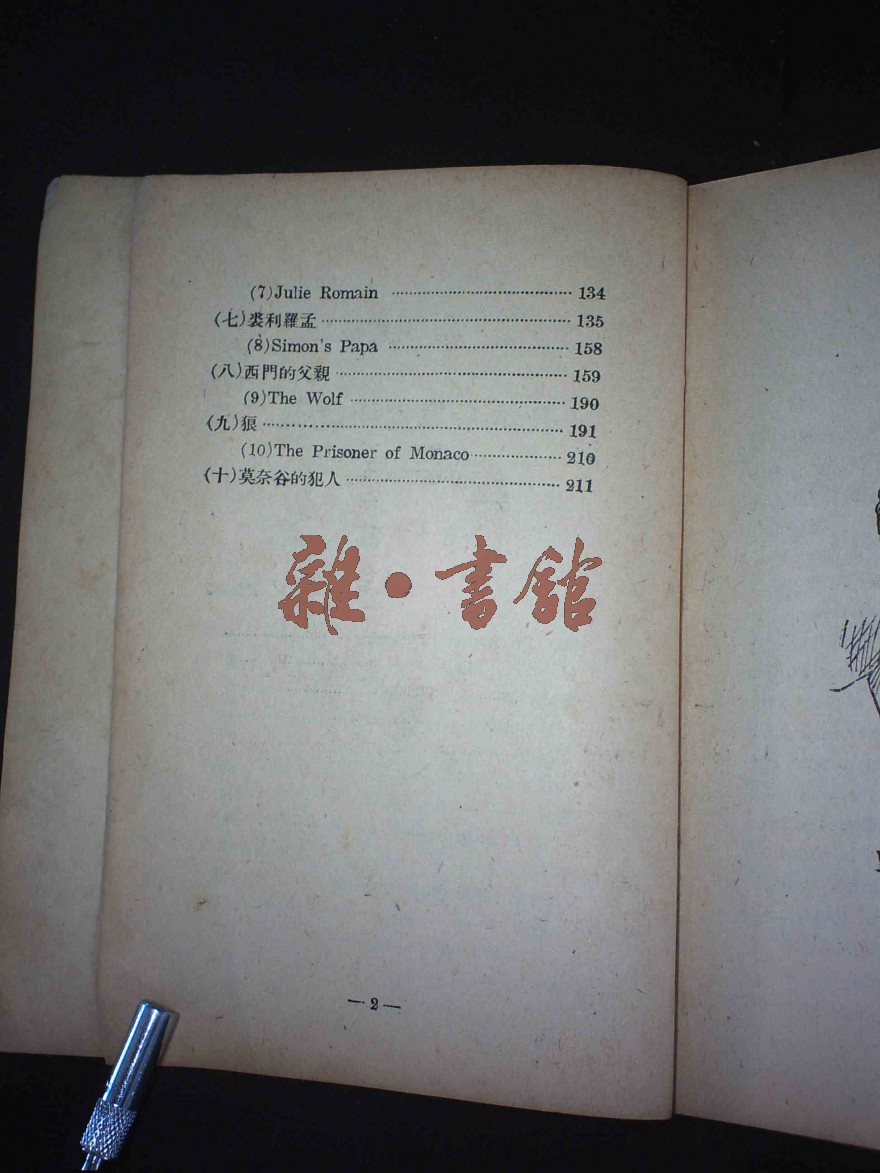 (7)Julie Romain ………………………………… 134
(七)裘利羅孟 ………………………………… 135
(8)Simon's Papa ………………………………… 158
(八)西門的父親 ………………………………… 159
(9)The Wolf ………………………………… 190
(九)狼 ………………………………… 191
(10)The Prisoner of Monaco ………………… 210
(十)莫奈谷的犯人 ………………………………… 211
雜·書館
— 2 —